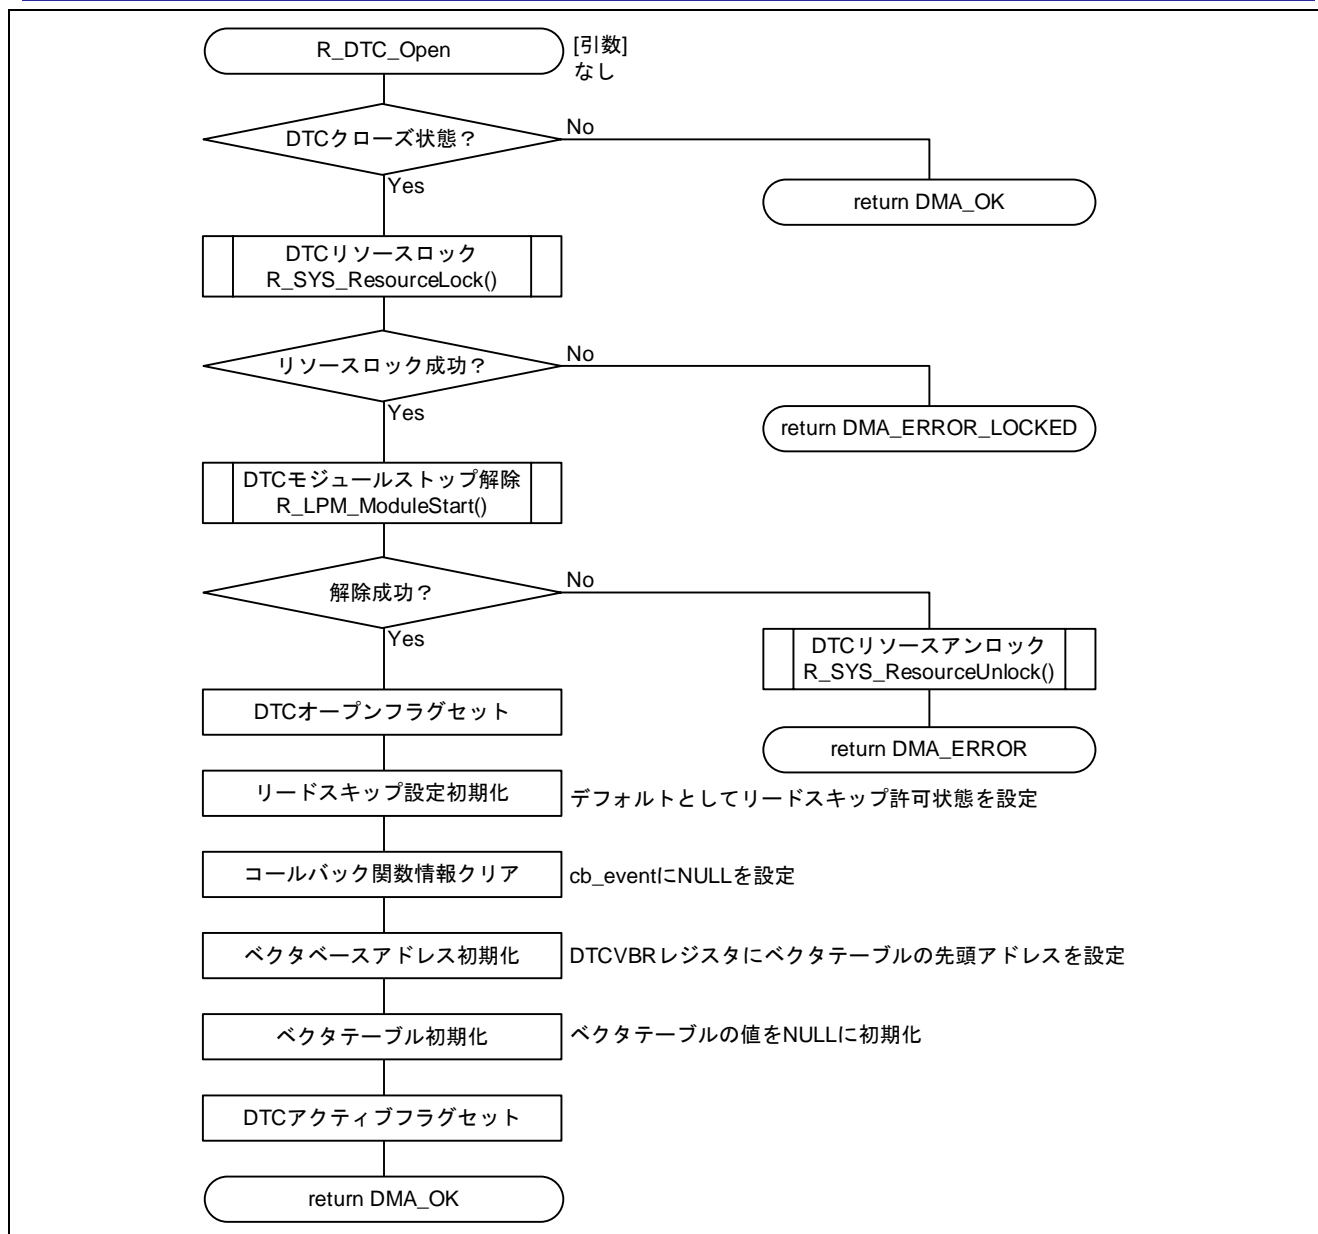 R_DTC_Open
[引数]
なし
DTCクローズ状態？
No
Yes
return DMA_OK
DTCリソースロック
R_SYS_ResourceLock()
リソースロック成功？
No
Yes
return DMA_ERROR_LOCKED
DTCモジュールストップ解除
R_LPM_ModuleStart()
解除成功？
No
Yes
DTCリソースアンロック
R_SYS_ResourceUnlock()
DTCオープンフラグセット
return DMA_ERROR
リードスキップ設定初期化
デフォルトとしてリードスキップ許可状態を設定
コールバック関数情報クリア
cb_eventにNULLを設定
ベクタベースアドレス初期化
DTCVBRレジスタにベクタテーブルの先頭アドレスを設定
ベクタテーブル初期化
ベクタテーブルの値をNULLに初期化
DTCアクティブフラグセット
return DMA_OK